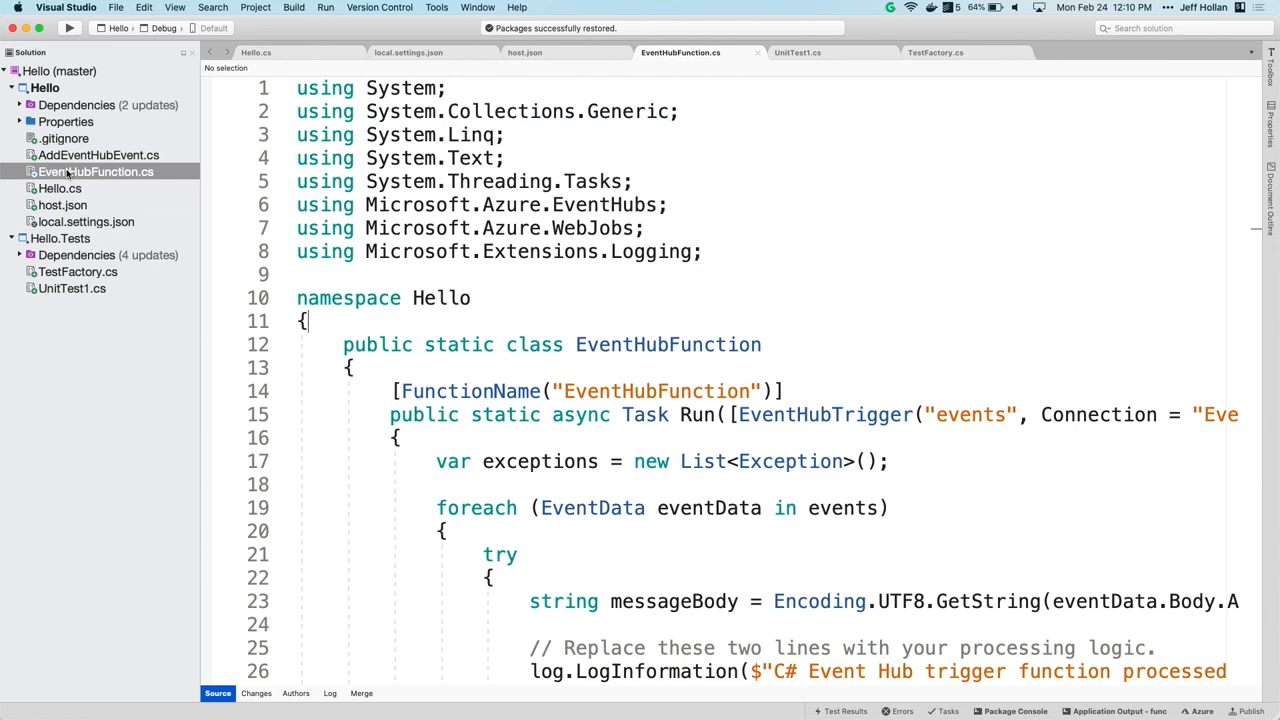 Visual Studio File Edit View Search Project Build Run Version Control Tools Window Help 5 64% Mon Feb 24 12:10 PM Jeff Hollan
Hello Debug Default Packages successfully restored. Search solution
Solution Hello.cs local.settings.json host.json EventHubFunction.cs UnitTest1.cs TestFactory.cs
No selection
Hello (master)
Hello
Dependencies (2 updates)
Properties
.gitignore
AddEventHubEvent.cs
EventHubFunction.cs
Hello.cs
host.json
local.settings.json
Hello.Tests
Dependencies (4 updates)
TestFactory.cs
UnitTest1.cs
1 using System;
2 using System.Collections.Generic;
3 using System.Linq;
4 using System.Text;
5 using System.Threading.Tasks;
6 using Microsoft.Azure.EventHubs;
7 using Microsoft.Azure.WebJobs;
8 using Microsoft.Extensions.Logging;
9
10 namespace Hello
11 {
12 public static class EventHubFunction
13 {
14 [FunctionName("EventHubFunction")]
15 public static async Task Run([EventHubTrigger("events", Connection = "Eve
16 {
17 var exceptions = new List<Exception>();
18
19 foreach (EventData eventData in events)
20 {
21 try
22 {
23 string messageBody = Encoding.UTF8.GetString(eventData.Body.A
24
25 // Replace these two lines with your processing logic.
26 log.LogInformation($"C# Event Hub trigger function processed
Toolbox
Properties
Document Outline
Source Changes Authors Log Merge
Test Results Errors Tasks Package Console Application Output - func Azure Publish